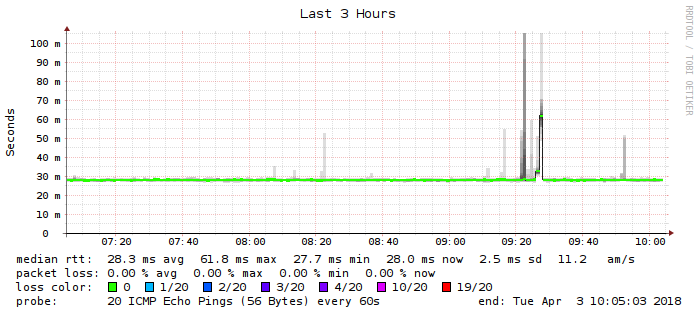 Last 3 Hours
RRDTOOL / TOBI OETIKER
Seconds
100 m
90 m
80 m
70 m
60 m
50 m
40 m
30 m
20 m
10 m
0
07:20 07:40 08:00 08:20 08:40 09:00 09:20 09:40 10:00
median rtt: 28.3 ms avg 61.8 ms max 27.7 ms min 28.0 ms now 2.5 ms sd 11.2 am/s
packet loss: 0.00 % avg 0.00 % max 0.00 % min 0.00 % now
loss color: 0 1/20 2/20 3/20 4/20 10/20 19/20
probe: 20 ICMP Echo Pings (56 Bytes) every 60s end: Tue Apr 3 10:05:03 2018